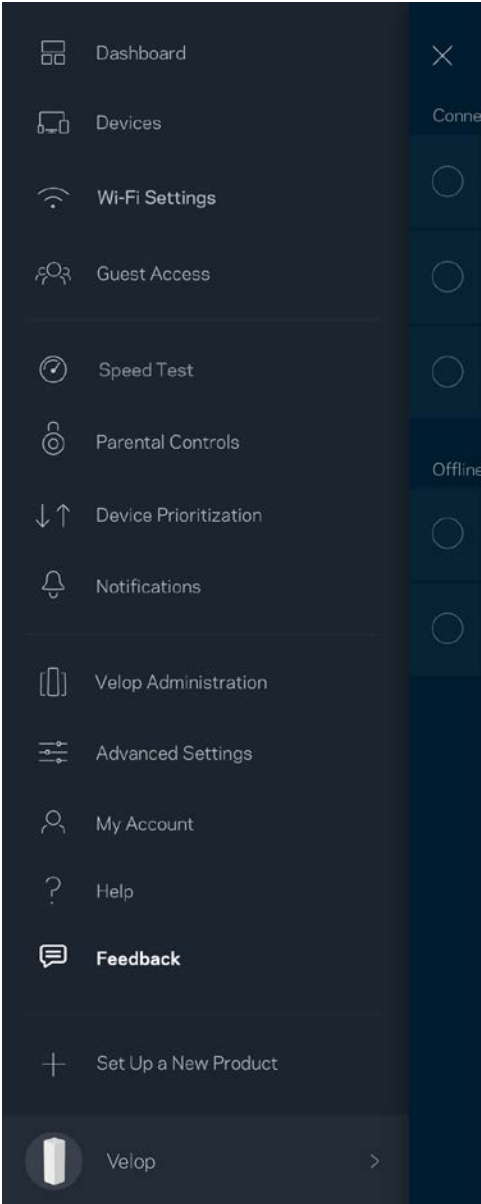 Dashboard
Devices
Conne
Wi-Fi Settings
Guest Access
Speed Test
Parental Controls
Offline
Device Prioritization
Notifications
Velop Administration
Advanced Settings
My Account
Help
Feedback
Set Up a New Product
Velop